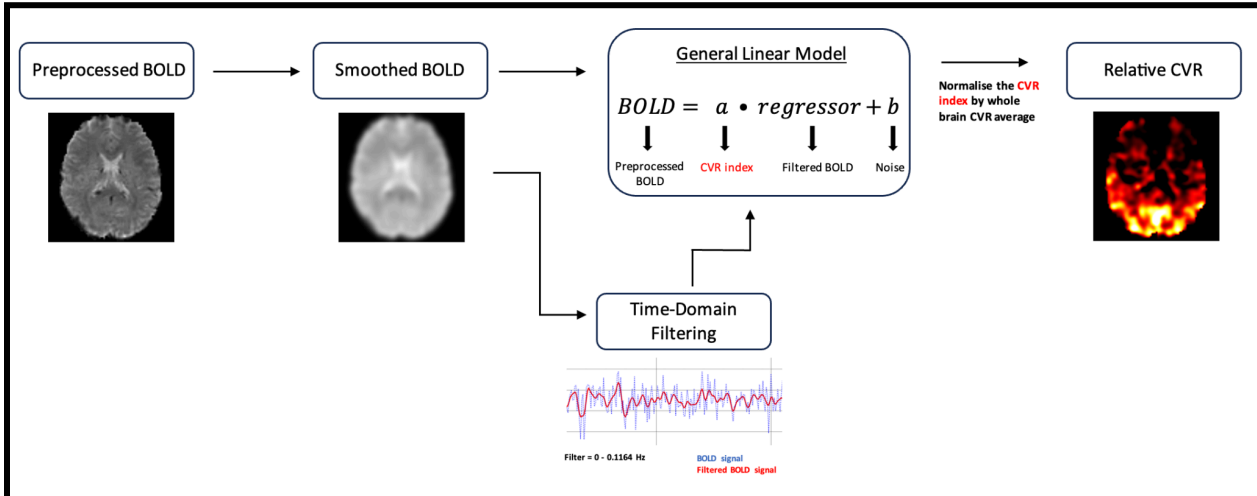 Preprocessed BOLD
Smoothed BOLD
General Linear Model
BOLD = a • regressor + b
Preprocessed
BOLD
CVR index
Filtered BOLD
Noise
Normalise the CVR
index by whole
brain CVR average
Relative CVR
Time-Domain
Filtering
Filter = 0 - 0.1164 Hz
BOLD signal
Filtered BOLD signal